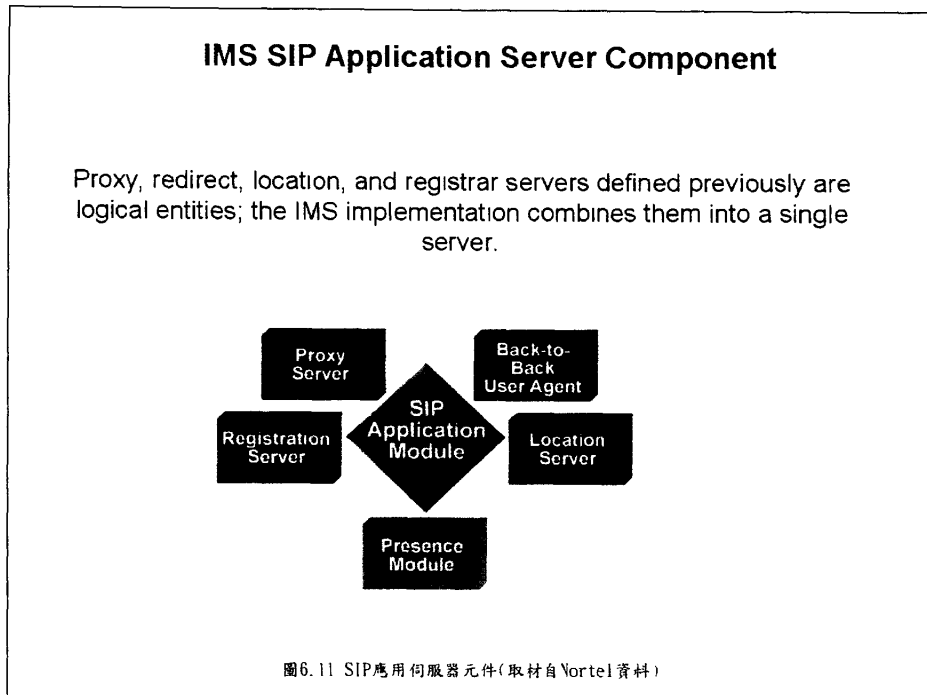 IMS SIP Application Server Component
Proxy, redirect, location, and registrar servers defined previously are
logical entities; the IMS implementation combines them into a single
server.
Proxy
Server
Back-to-
Back
User Agent
SIP
Application
Module
Registration
Server
Location
Server
Presence
Module
圖6.11 SIP應用伺服器元件(取材自Nortel資料)